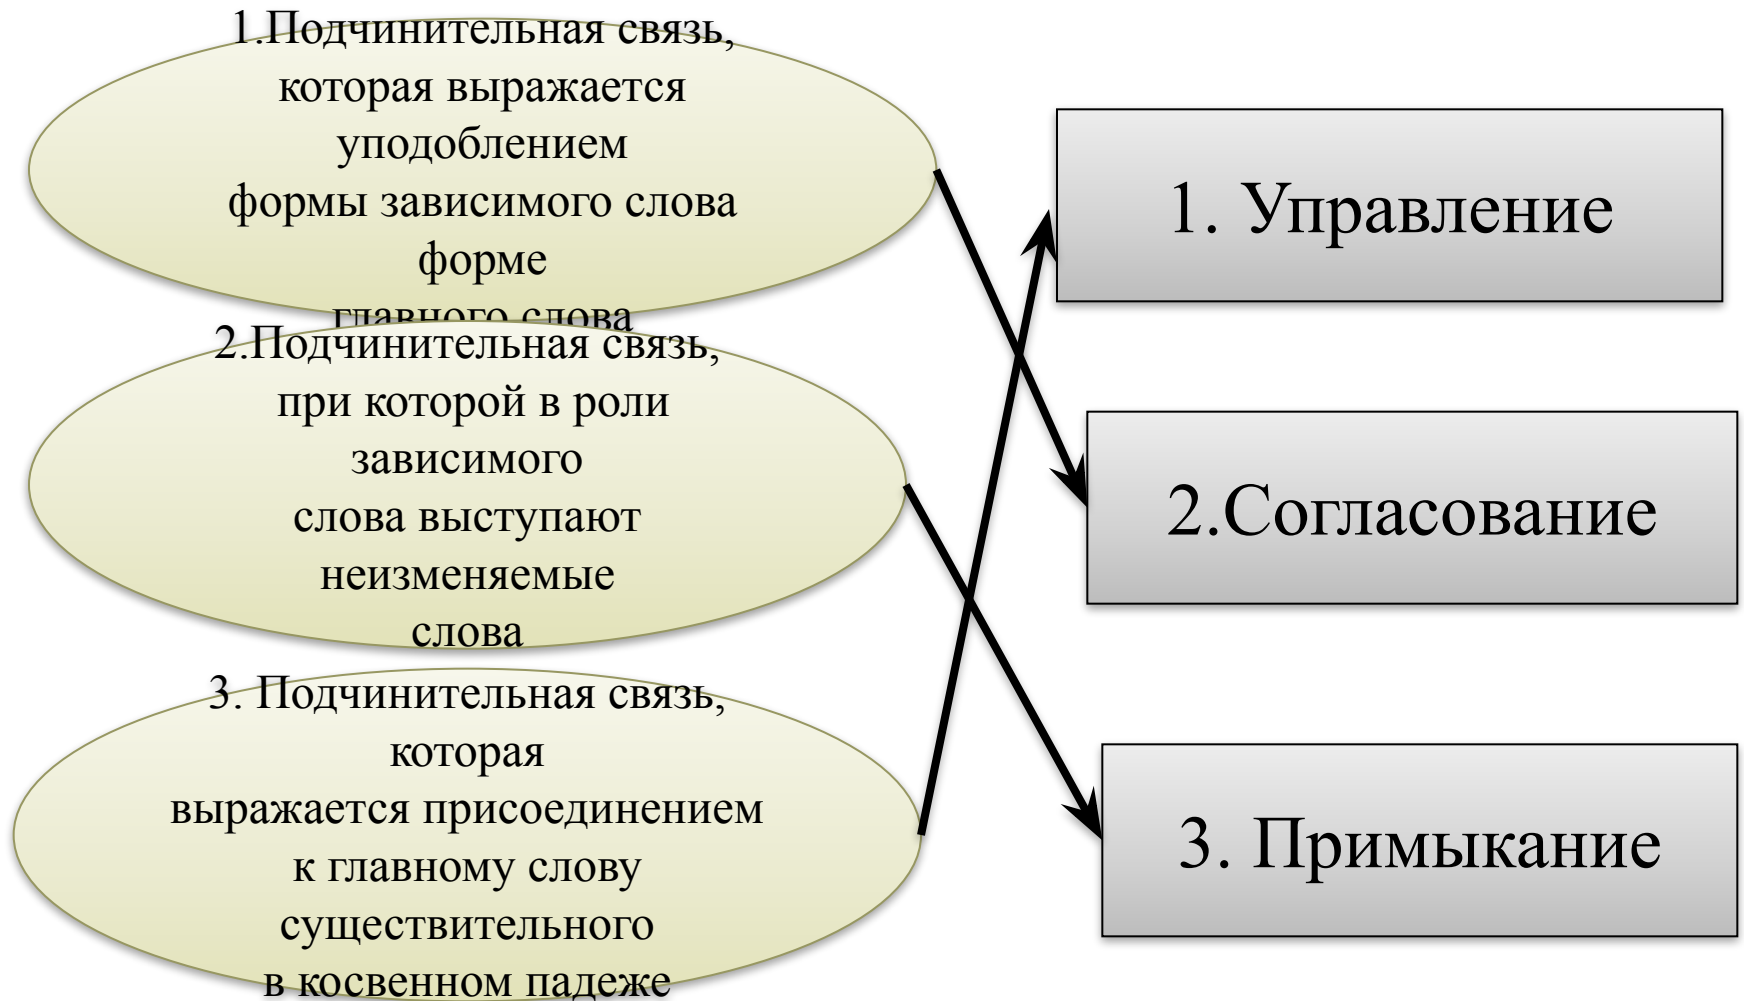 1.Подчинительная связь,
которая выражается
уподоблением
формы зависимого слова
форме
главного слова
2.Подчинительная связь,
при которой в роли
зависимого
слова выступают
неизменяемые
слова
3. Подчинительная связь,
которая
выражается присоединением
к главному слову
существительного
в косвенном падеже
1. Управление
2.Согласование
3. Примыкание